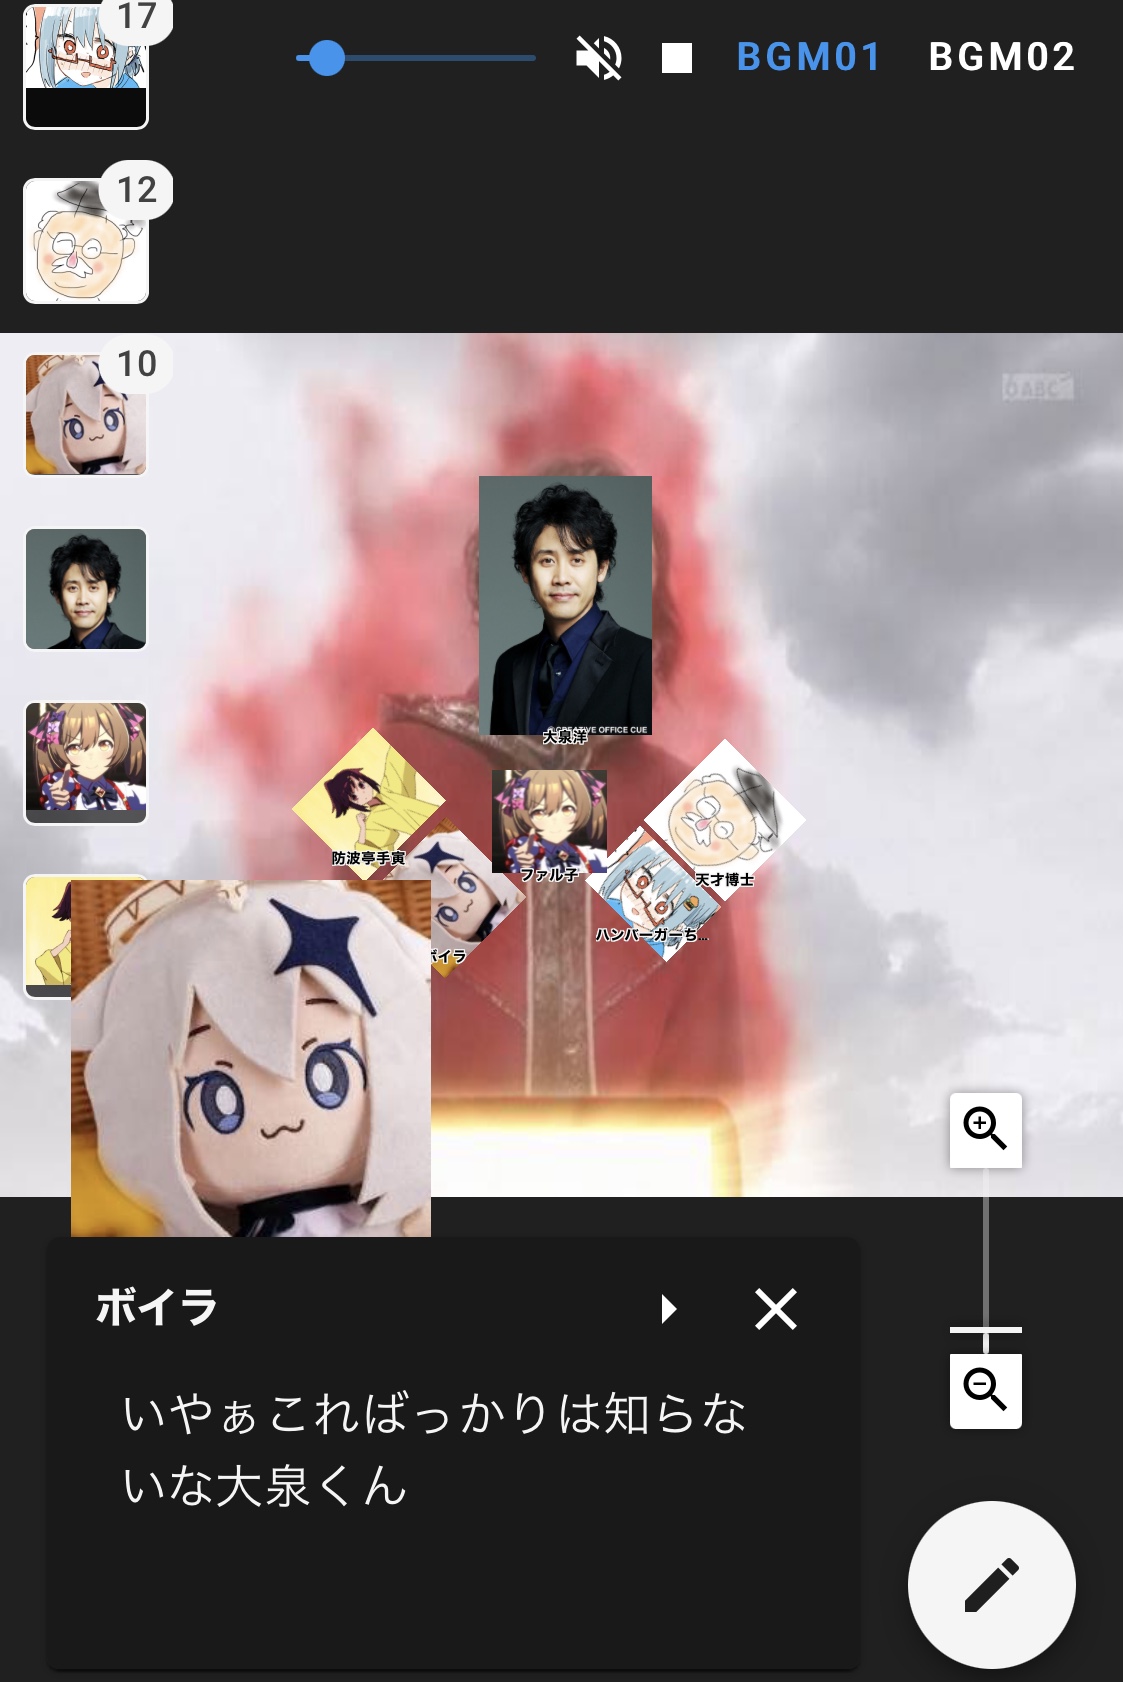 17
BGM01
BGM02
12
10
ABC
©CREATIVE OFFICE CUE
大泉洋
防波亭手寅
ファル子
天才博士
ハンバーガーち...
ボイラ
ボイラ
いやぁこればっかりは知らな
いな大泉くん